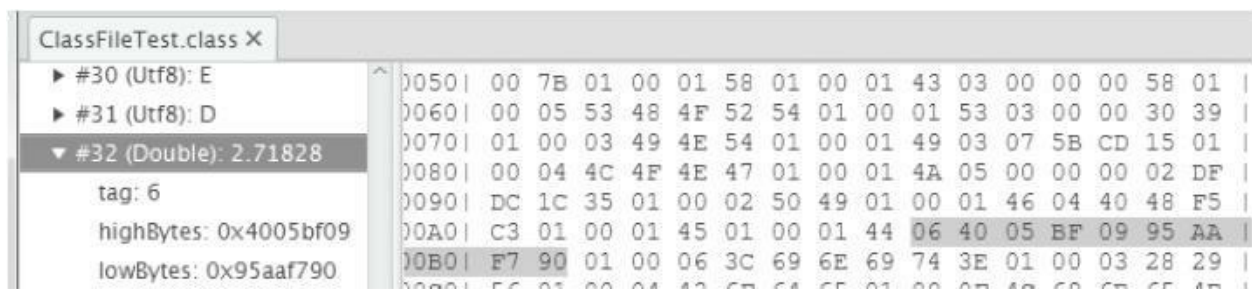 ClassFileTest.class ×
▶ #30 (Utf8): E
▶ #31 (Utf8): D
▼ #32 (Double): 2.71828
tag: 6
highBytes: 0x4005bf09
lowBytes: 0x95aaf790
0050| 00 7B 01 00 01 58 01 00 01 43 03 00 00 00 58 01 |
0060| 00 05 53 48 4F 52 54 01 00 01 53 03 00 00 30 39 |
0070| 01 00 03 49 4E 54 01 00 01 49 03 07 5B CD 15 01 |
0080| 00 04 4C 4F 4E 47 01 00 01 4A 05 00 00 00 02 DF |
0090| DC 1C 35 01 00 02 50 49 01 00 01 46 04 40 48 F5 |
00A0| C3 01 00 01 45 01 00 01 44 06 40 05 BF 09 95 AA |
00B0| F7 90 01 00 06 3C 69 6E 69 74 3E 01 00 03 28 29 |